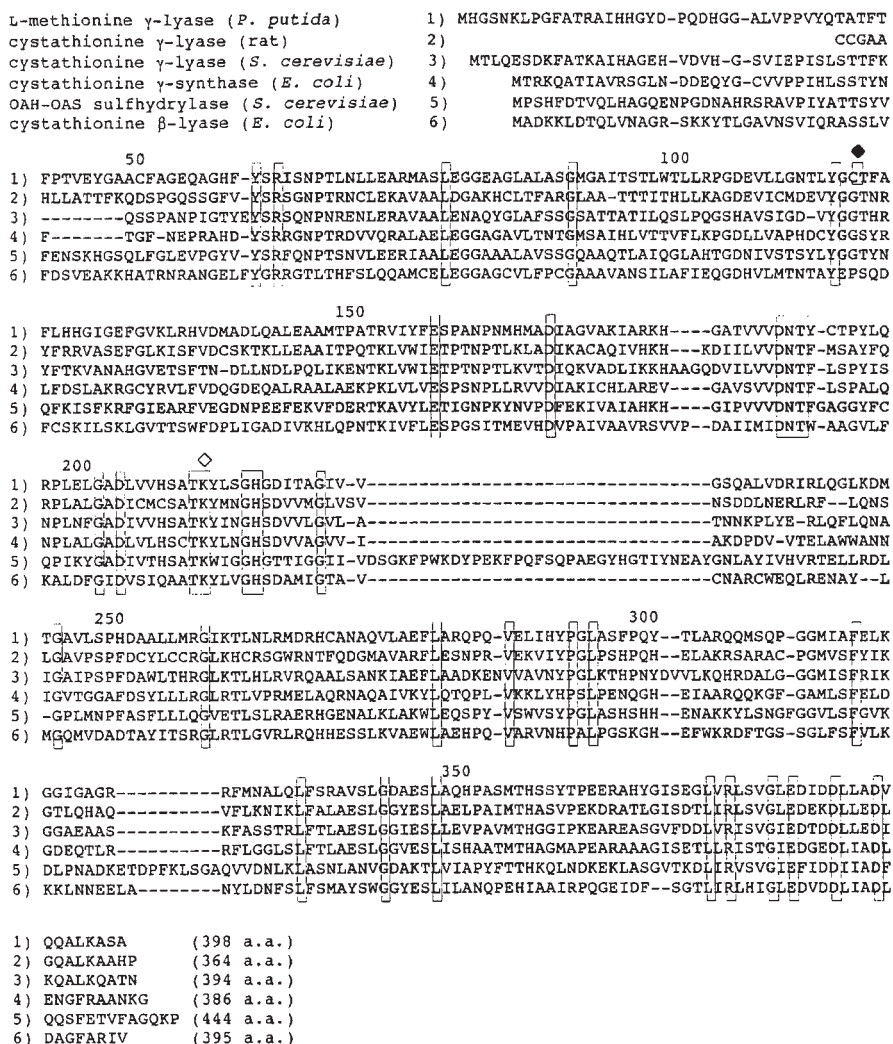 L-methionine γ-lyase (P. putida) 1) MHGSNKLPGFATRAIHHGYD-PQDHGG-ALVPPVYQTATFT
cystathionine γ-lyase (rat) 2) CCGAA
cystathionine γ-lyase (S. cerevisiae) 3) MTLQESDKFATKAIHAGEH-VDVH-G-SVIEPISLSTTFK
cystathionine γ-synthase (E. coli) 4) MTRKQATIAVRSGLN-DDEQYG-CVVPPIHLSSTYN
OAH-OAS sulfhydrylase (S. cerevisiae) 5) MPSHFDTVQLHAGQENPGDNAHRSRAVPIYATTSYV
cystathionine β-lyase (E. coli) 6) MADKKLDTQLVNAGR-SKKYTLGAVNSVIQRASSLV
50 100
1) FPTVEYGAACFAGEQAGHF-YSRISNPTLNLLEARMASLEGGEAGLALASGMGAITSTLWTLLRPGDEVLLGNTLYGCTFA
2) HLLATTFKQDSPGQSSGFV-YSRSGNPTRNCLEKAVAALDGAKHCLTFARGLAA-TTTITHLLKAGDEVICMDEVYGGTNR
3) --------QSSPANPIGTYEYSRSQNPNRENLERAVAALENAQYGLAFSSGSATTATILQSLPQGSHAVSIGD-VYGGTHR
4) F-------TGF-NEPRAHD-YSRRGNPTRDVVQRALAELEGGAGAVLTNTGMSAIHLVTTVFLKPGDLLVAPHDCYGGSYR
5) FENSKHGSQLFGLEVPGYV-YSRFQNPTSNVLEERIAALEGGAAALAVSSGQAAQTLAIQGLAHTGDNIVSTSYLYGGTYN
6) FDSVEAKKHATRNRANGELFYGRRGTLTHFSLQQAMCELEGGAGCVLFPCGAAAVANSILAFIEQGDHVLMTNTAYEPSQD
150
1) FLHHGIGEFGVKLRHVDMADLQALEAAMTPATRVIYFESPANPNMHMADIAGVAKIARKH----GATVVVDNTY-CTPYLQ
2) YFRRVASEFGLKISFVDCSKTKLLEAAITPQTKLVWIETPTNPTLKLADIKACAQIVHKH----KDIILVVDNTF-MSAYFQ
3) YFTKVANAHGVETSFTN-DLLNDLPQLIKENTKLVWIETPTNPTLKVTDIQKVADLIKKHAAGQDVILVVDNTF-LSPYIS
4) LFDSLAKRGCYRVLFVDQGDEQALRAALAEKPKLVLVESPSNPLLRVVDIAKICHLAREV----GAVSVVDNTF-LSPALQ
5) QFKISFKRFGIEARFVEGDNPEEFEKVFDERTKAVYLETIGNPKYNVPDFEKIVAIAHKH----GIPVVVDNTFGAGGYFC
6) FCSKILSKLGVTTSWFDPLIGADIVKHLQPNTKIVFLESPGSITMEVHDVPAIVAAVRSVVP--DAIIMIDNTW-AAGVLF
200
1) RPLELGADLVVHSATKYLSGHGDITAGIV-V-----------------------------------GSQALVDRIRLQGLKDM
2) RPLALGADICMCSATKYMNGHSDVVMGLVSV-----------------------------------NSDDLNERLRF--LQNS
3) NPLNFGADIVVHSATKYINGHSDVVLGVL-A-----------------------------------TNNKPLYE-RLQFLQNA
4) NPLALGADLVLHSCTKYLNGHSDVVAGVV-I-----------------------------------AKDPDV-VTELAWWANN
5) QPIKYGADIVTHSATKWIGGHGTTIGGIIV-DSGKFPWKDYPEKFPQFSQPAEGYHGTIYNEAYGNLAYIVHVRTELLRDL
6) KALDFGIDVSIQAATKYLVGHSDAMIGTA-V-----------------------------------CNARCWEQLRENAY--L
250 300
1) TGAVLSPHDAALLMRGIKTLNLRMDRHCANAQVLAEFLARQPQ-VELIHYPGLASFPQY--TLARQQMSQP-GGMIAFELK
2) LGAVPSPFDCYLCCRGLKHCRSGWRNTFQDGMAVARFLESNPR-VEKVIYPGLPSHPQH--ELAKRSARAC-PGMVSFYIK
3) IGAIPSPFDAWLTHRGLKTLHLRVRQAALSANKIAEFLAADKENVVAVNYPGLKTHPNYDVVLKQHRDALG-GGMISFRIK
4) IGVTGGAFDSYLLLRGLRTLVPRMELAQRNAQAIVKYLQTQPL-VKKLYHPSLPENQGH--EIAARQQKGF-GAMLSFELD
5) -GPLMNPFASFLLLQGVETLSLRAERHGENALKLAKWLEQSPY-VSWVSYPGLASHSHH--ENAKKYLSNGFGGVLSFGVK
6) MGQMVDADTAYITSRGLRTLGVRLRQHHESSLKVAEWLAEHPQ-VARVNHPALPGSKGH--EFWKRDFTGS-SGLFSFVLK
350
1) GGIGAGR----------RFMNALQLFSRAVSLGDAESLAQHPASMTHSSYTPEERAHYGISEGLVRLSVGLEDIDDLLADV
2) GTLQHAQ----------VFLKNIKLFALAESLGGYESLAELPAIMTHASVPEKDRATLGISDTLIRLSVGLEDEKDLLEDL
3) GGAEAAS----------KFASSTRLFTLAESLGGIESLLEVPAVMTHGGIPKEAREASGVFDDLVRISVGIEDTDDLLEDI
4) GDEQTLR----------RFLGGLSLFTLAESLGGVESLISHAATMTHAGMAPEARAAAGISETLLRISTGIEDGEDLIADL
5) DLPNADKETDPFKLSGAQVVDNLKLASNLANVGDAKTLVIAPYFTTHKQLNDKEKLASGVTKDLIRVSVGIEFIDDIIADF
6) KKLNNEELA--------NYLDNFSLFSMAYSWGGYESLILANQPEHIAAIRPQGEIDF--SGTLIRLHIGLEDVDDLIADL
1) QQALKASA (398 a.a.)
2) GQALKAAHP (364 a.a.)
3) KQALKQATN (394 a.a.)
4) ENGFRAANKG (386 a.a.)
5) QQSFETVFAGQKP (444 a.a.)
6) DAGFARIV (395 a.a.)